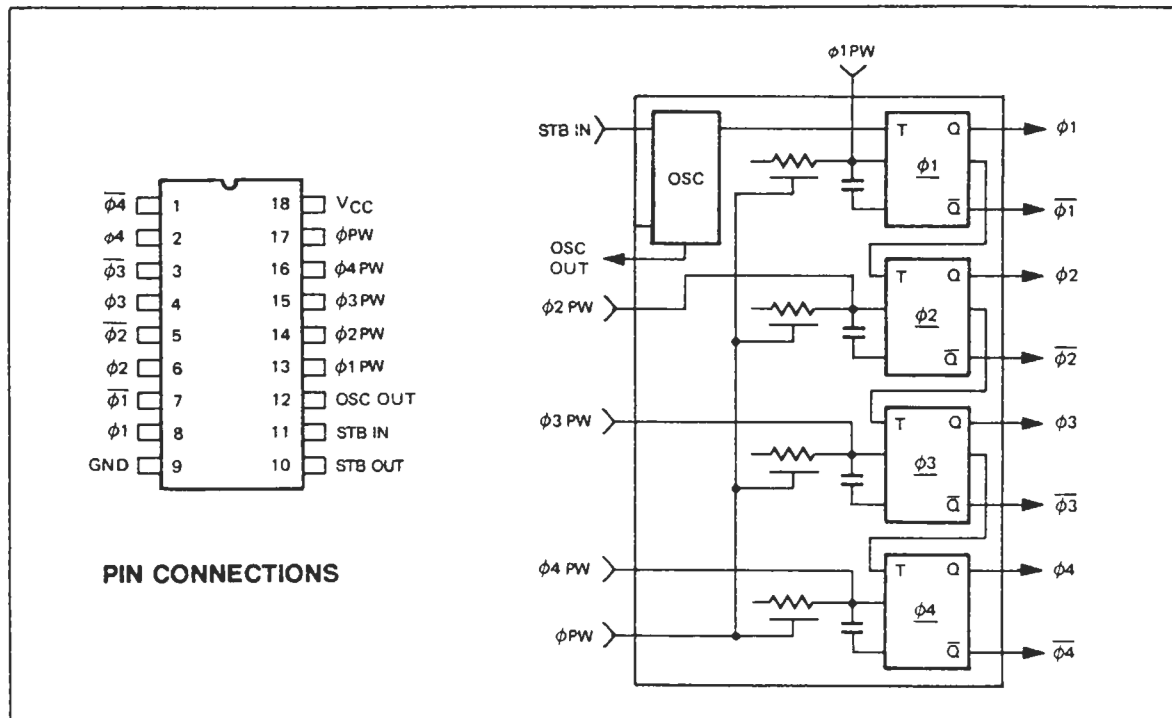 φ̅4̅ 1 18 VCC
φ4 2 17 φPW
φ̅3̅ 3 16 φ4PW
φ3 4 15 φ3PW
φ̅2̅ 5 14 φ2PW
φ2 6 13 φ1PW
φ̅1̅ 7 12 OSC OUT
φ1 8 11 STB IN
GND 9 10 STB OUT
PIN CONNECTIONS
φ1PW
STB IN
OSC
T Q φ1
φ1
Q̅ φ̅1̅
OSC
OUT
T Q φ2
φ2 PW
φ2
Q̅ φ̅2̅
φ3 PW
T Q φ3
φ3
Q̅ φ̅3̅
φ4 PW
T Q φ4
φ4
φPW
Q̅ φ̅4̅